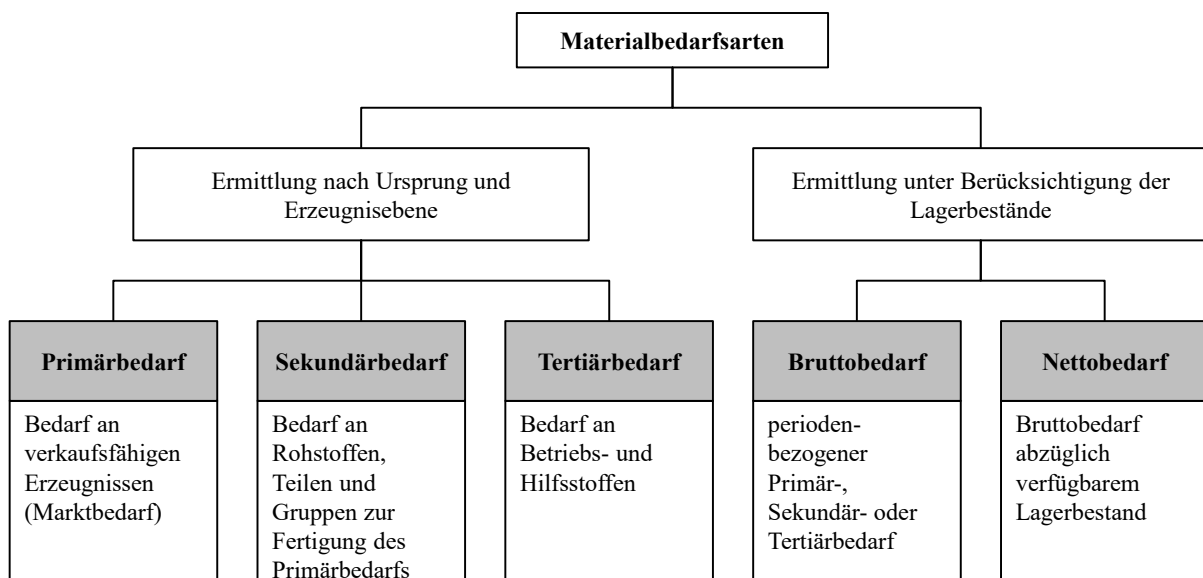 Materialbedarfsarten
Ermittlung nach Ursprung und
Erzeugnisebene
Ermittlung unter Berücksichtigung der
Lagerbestände
Primärbedarf
Bedarf an
verkaufsfähigen
Erzeugnissen
(Marktbedarf)
Sekundärbedarf
Bedarf an
Rohstoffen,
Teilen und
Gruppen zur
Fertigung des
Primärbedarfs
Tertiärbedarf
Bedarf an
Betriebs- und
Hilfsstoffen
Bruttobedarf
perioden-
bezogener
Primär-,
Sekundär- oder
Tertiärbedarf
Nettobedarf
Bruttobedarf
abzüglich
verfügbarem
Lagerbestand